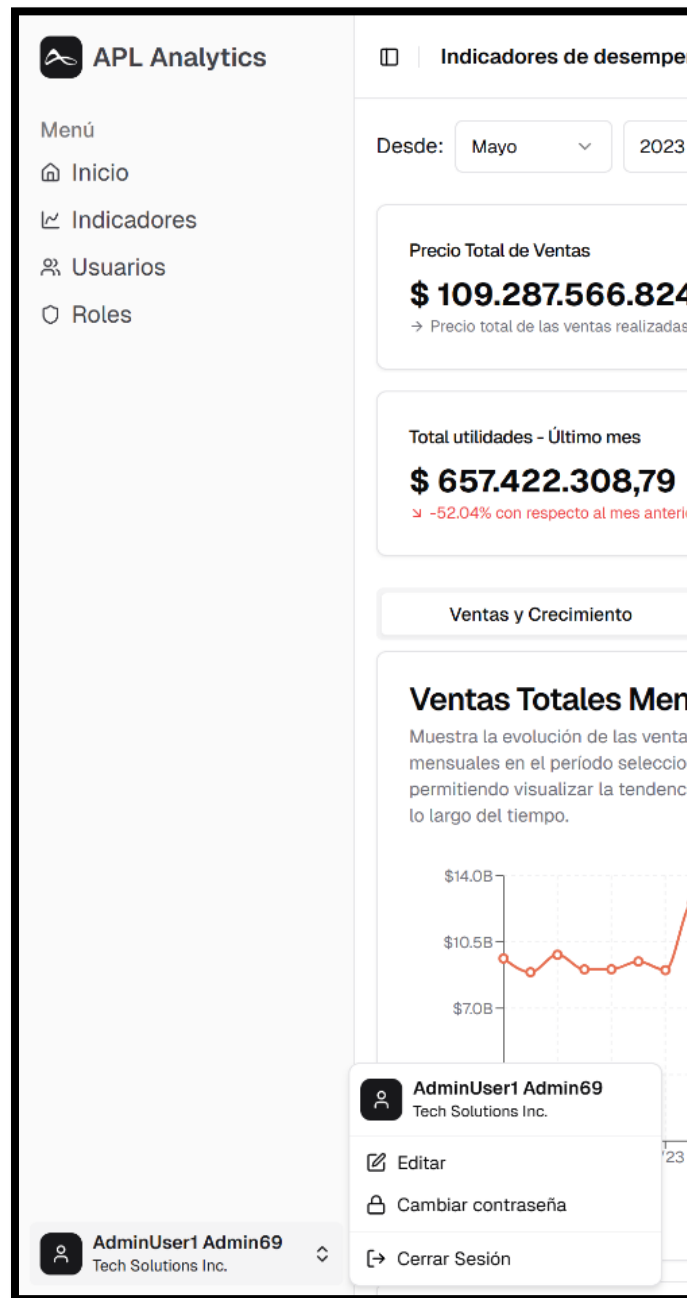 APL Analytics
Menú
Inicio
Indicadores
Usuarios
Roles
AdminUser1 Admin69
Tech Solutions Inc.
Indicadores de desempe
Desde:
Mayo
2023
Precio Total de Ventas
$ 109.287.566.824
Precio total de las ventas realizadas
Total utilidades - Último mes
$ 657.422.308,79
-52.04% con respecto al mes anteri
Ventas y Crecimiento
Ventas Totales Men
Muestra la evolución de las venta
mensuales en el período seleccio
permitiendo visualizar la tendenc
lo largo del tiempo.
$14.0B
$10.5B
$7.0B
'23
AdminUser1 Admin69
Tech Solutions Inc.
Editar
Cambiar contraseña
Cerrar Sesión